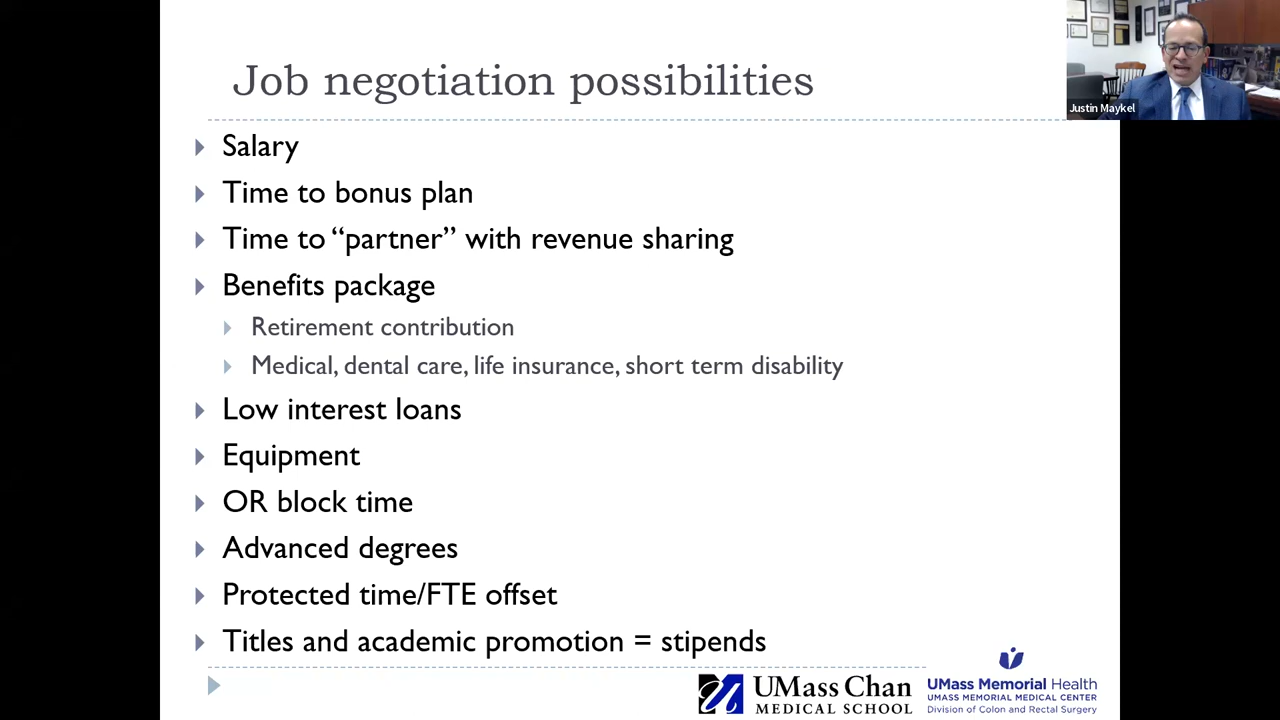 Job negotiation possibilities
Justin Maykel
Salary
Time to bonus plan
Time to “partner” with revenue sharing
Benefits package
Retirement contribution
Medical, dental care, life insurance, short term disability
Low interest loans
Equipment
OR block time
Advanced degrees
Protected time/FTE offset
Titles and academic promotion = stipends
UMass Chan
MEDICAL SCHOOL
UMass Memorial Health
UMASS MEMORIAL MEDICAL CENTER
Division of Colon and Rectal Surgery